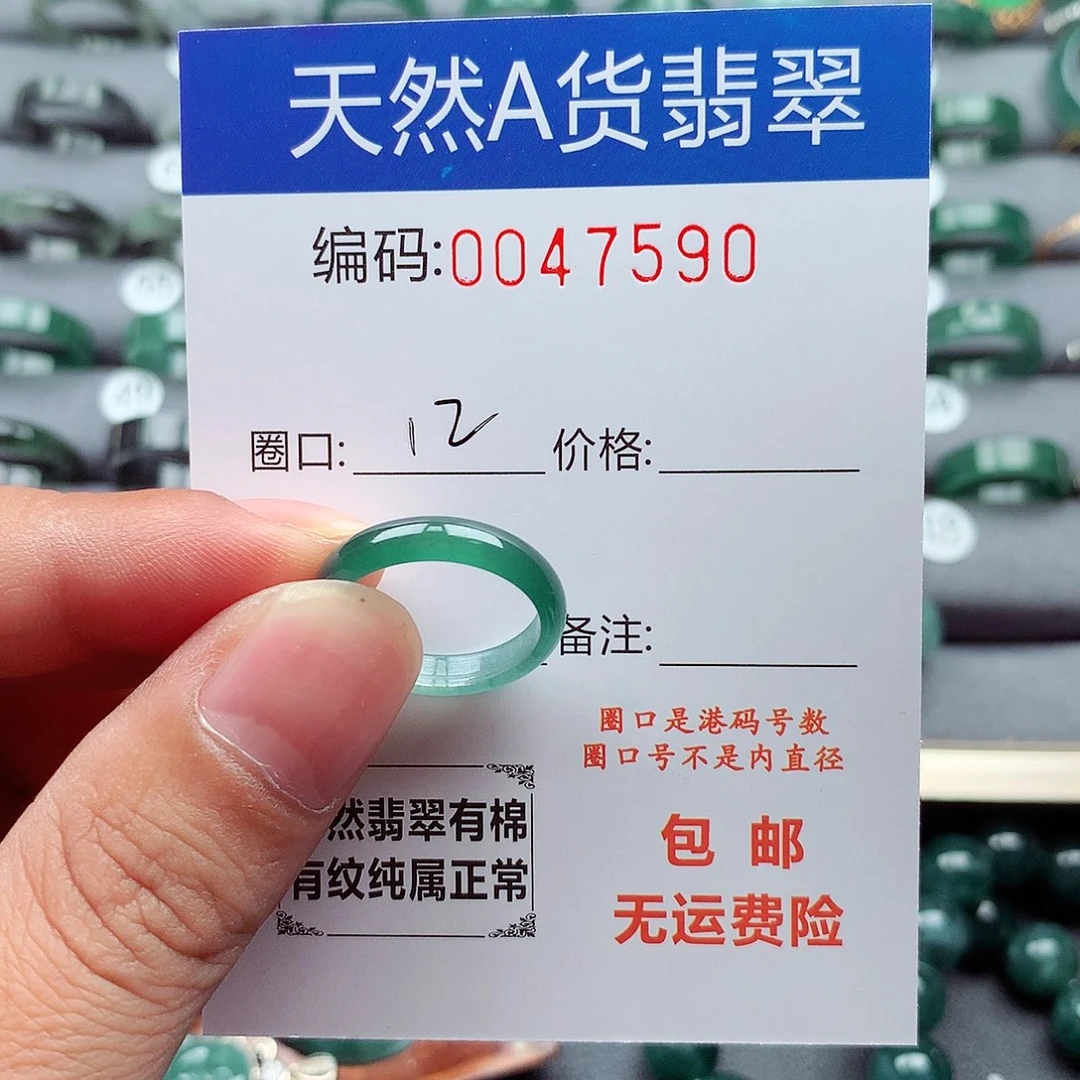 天然A货翡翠
编码:0047590
圈口: 12 价格:
备注:
圈口是港码号数
圈口号不是内直径
然翡翠有棉
有纹纯属正常
包 邮
无运费险